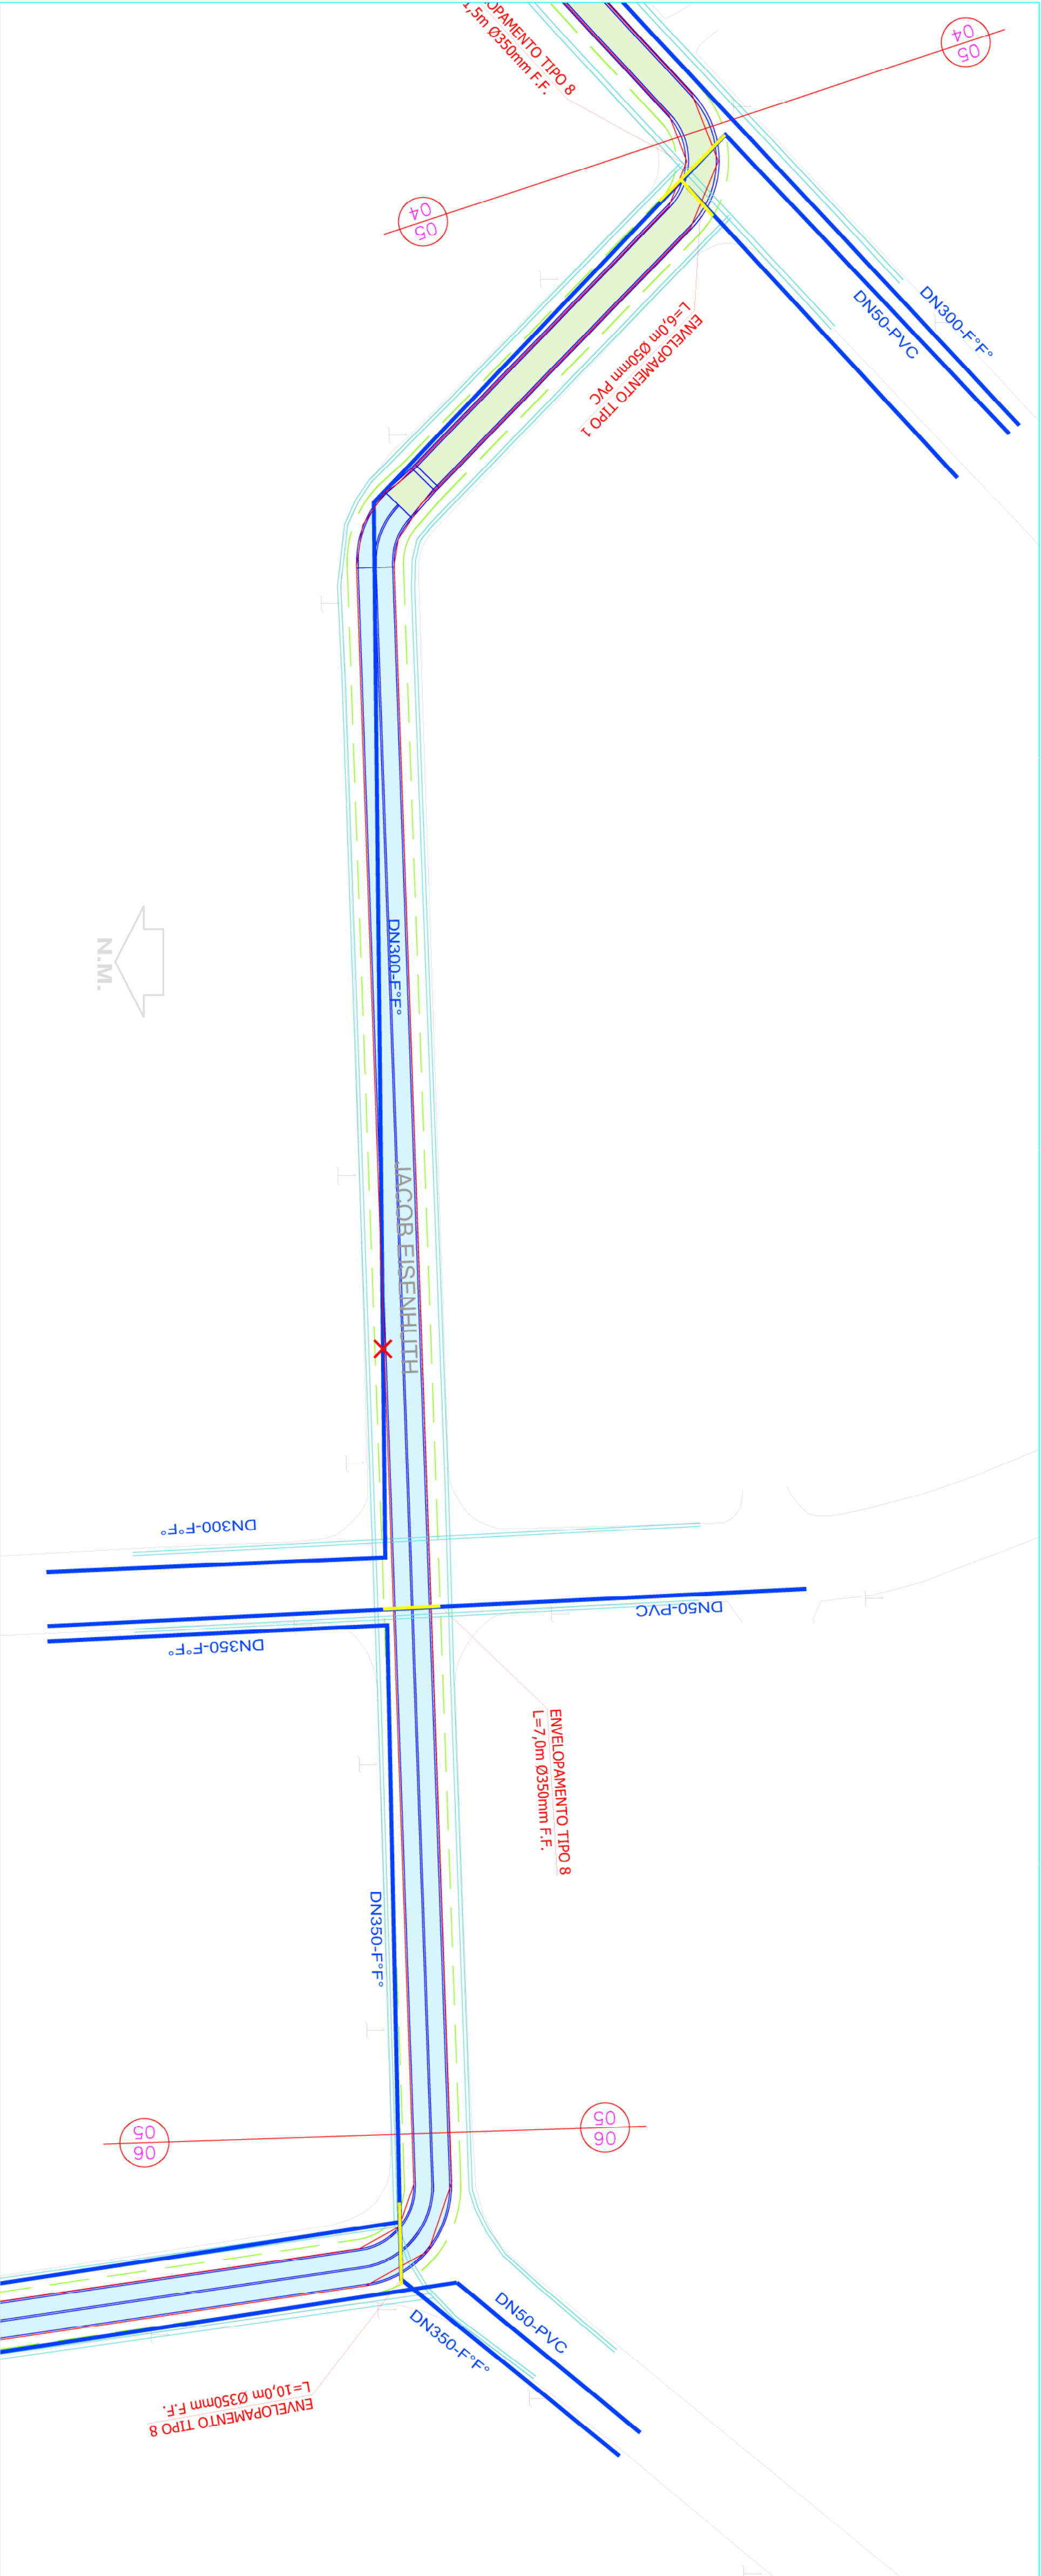 OPAMENTO TIPO 8
1,5m Ø350mm F.F.
04
05
04
05
DN300-F°F°
DN50-PVC
ENVELOPAMENTO TIPO 1
L=6,0m Ø50mm PVC
N.M.
DN300-F°F°
JACOB EISENHUTH
DN300-F°F°
DN50-PVC
DN350-F°F°
ENVELOPAMENTO TIPO 8
L=7,0m Ø350mm F.F.
DN350-F°F°
05
06
05
06
DN50-PVC
DN350-F°F°
ENVELOPAMENTO TIPO 8
L=10,0m Ø350mm F.F.